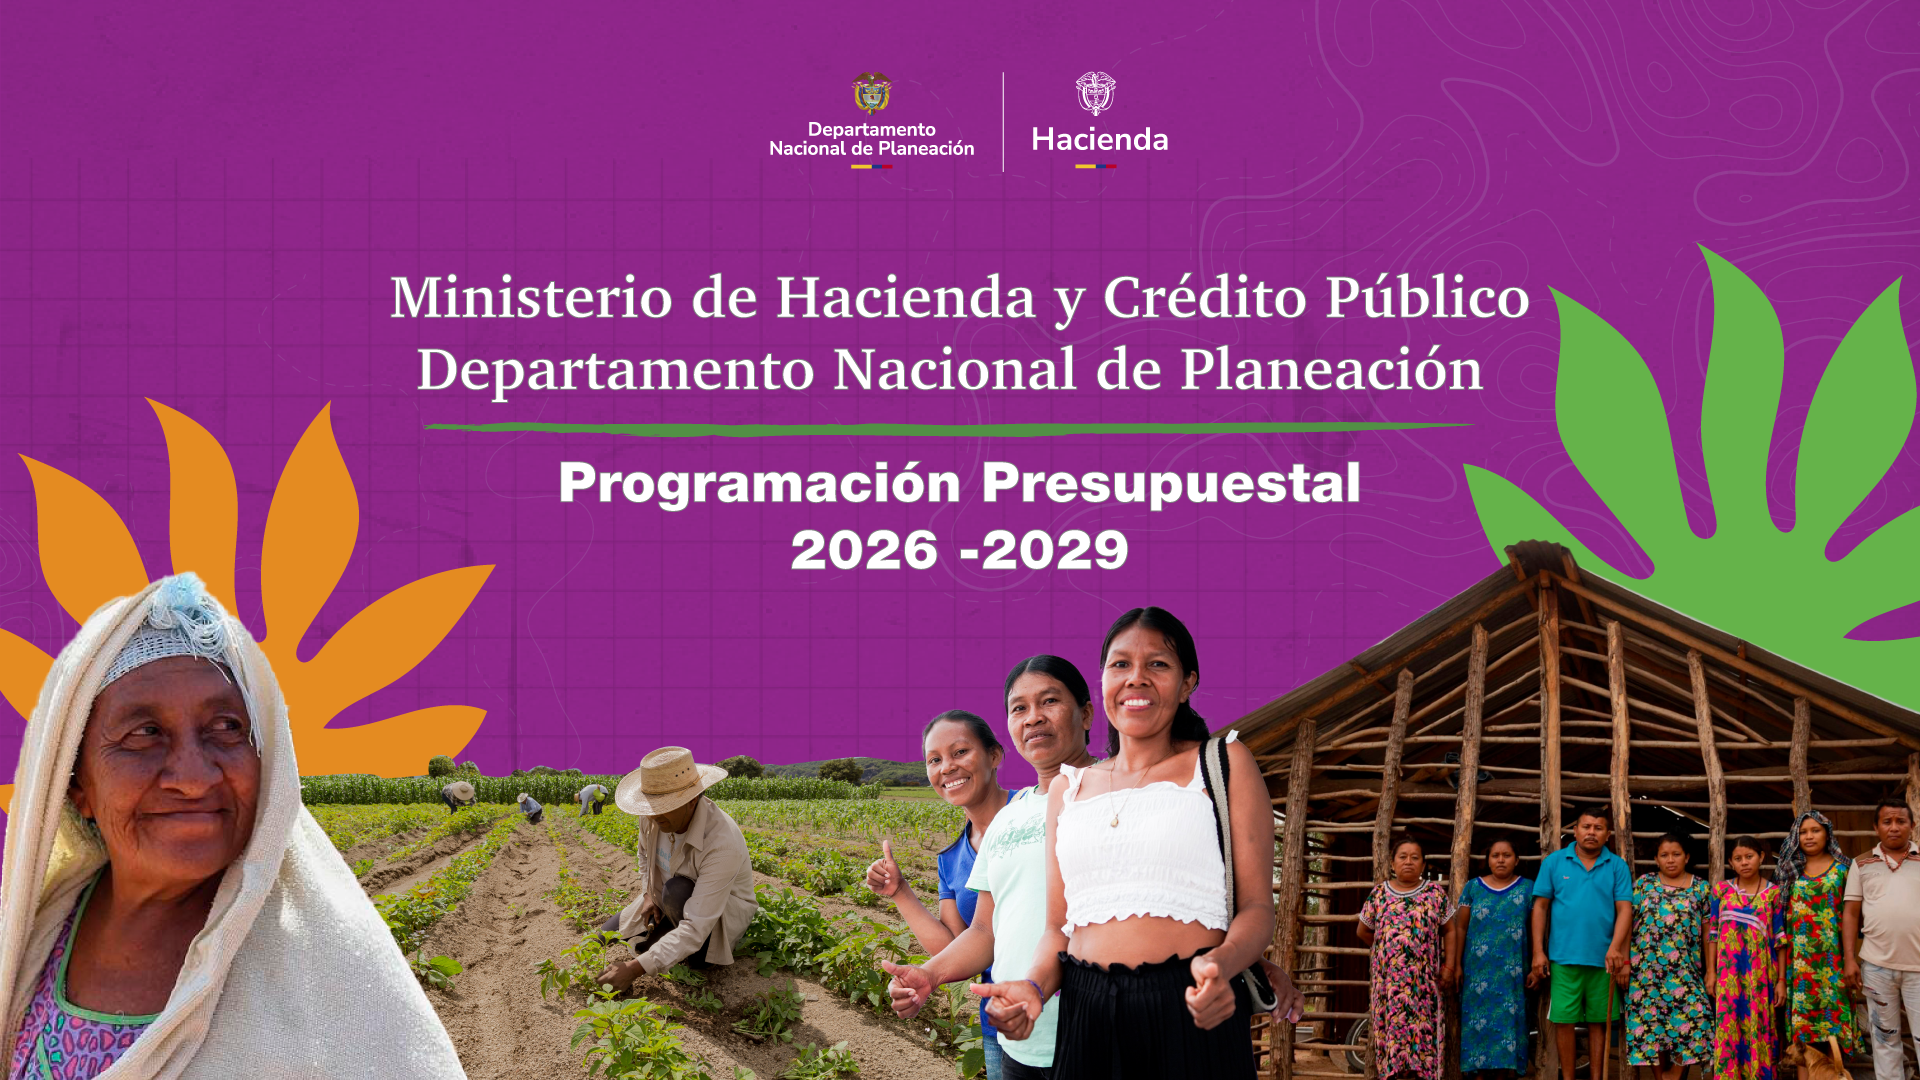 Departamento
Nacional de Planeación
Hacienda
Ministerio de Hacienda y Crédito Público
Departamento Nacional de Planeación
Programación Presupuestal
2026 -2029